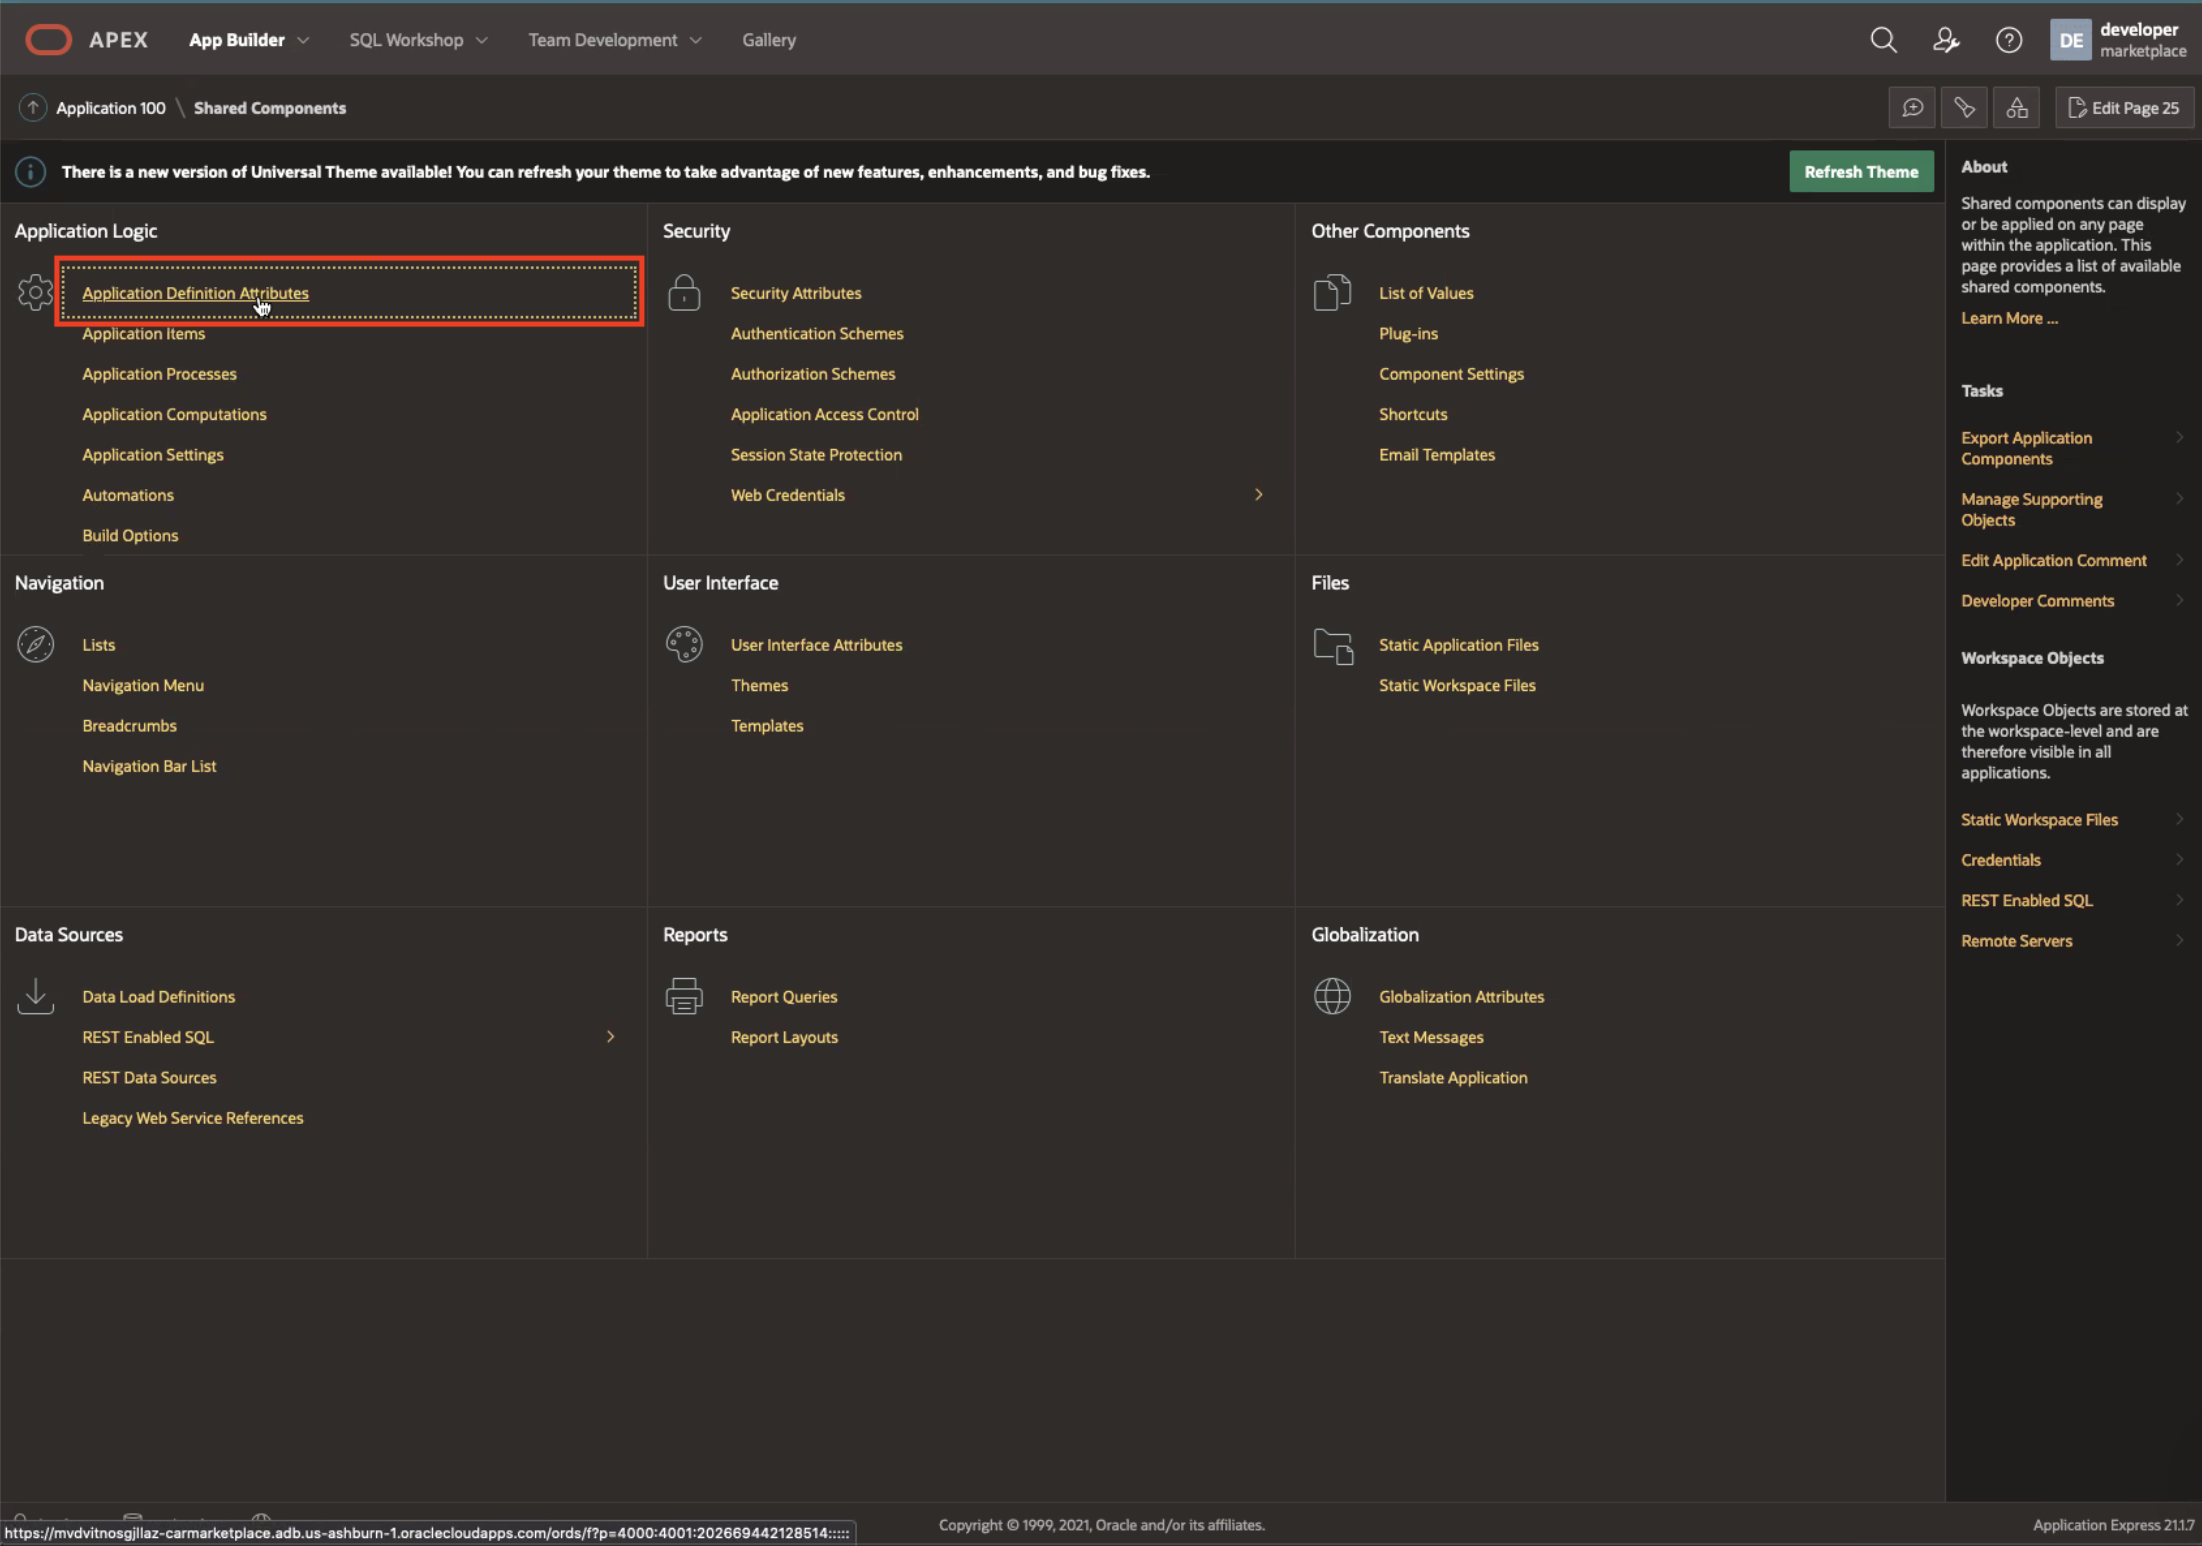 APEX
App Builder
SQL Workshop
Team Development
Gallery
DE
developer
marketplace
Application 100 \ Shared Components
Edit Page 25
There is a new version of Universal Theme available! You can refresh your theme to take advantage of new features, enhancements, and bug fixes.
Refresh Theme
Application Logic
Application Definition Attributes
Application Items
Application Processes
Application Computations
Application Settings
Automations
Build Options
Security
Security Attributes
Authentication Schemes
Authorization Schemes
Application Access Control
Session State Protection
Web Credentials
Other Components
List of Values
Plug-ins
Component Settings
Shortcuts
Email Templates
Navigation
Lists
Navigation Menu
Breadcrumbs
Navigation Bar List
User Interface
User Interface Attributes
Themes
Templates
Files
Static Application Files
Static Workspace Files
Data Sources
Data Load Definitions
REST Enabled SQL
REST Data Sources
Legacy Web Service References
Reports
Report Queries
Report Layouts
Globalization
Globalization Attributes
Text Messages
Translate Application
About
Shared components can display
or be applied on any page
within the application. This
page provides a list of available
shared components.
Learn More ...
Tasks
Export Application
Components
Manage Supporting
Objects
Edit Application Comment
Developer Comments
Workspace Objects
Workspace Objects are stored at
the workspace-level and are
therefore visible in all
applications.
Static Workspace Files
Credentials
REST Enabled SQL
Remote Servers
https://mvdvitnosgjllaz-carmarketplace.adb.us-ashburn-1.oraclecloudapps.com/ords/f?p=4000:4001:202669442128514:::::
Copyright © 1999, 2021, Oracle and/or its affiliates.
Application Express 21.1.7